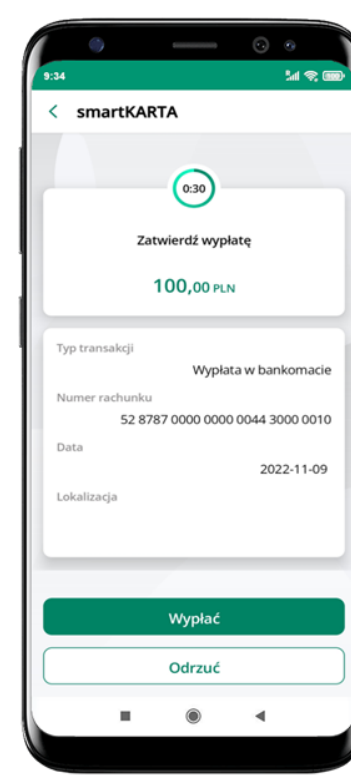 9:34
smartKARTA
0:30
Zatwierdź wypłatę
100,00 PLN
Typ transakcji
Wypłata w bankomacie
Numer rachunku
52 8787 0000 0000 0044 3000 0010
Data
2022-11-09
Lokalizacja
Wypłać
Odrzuć